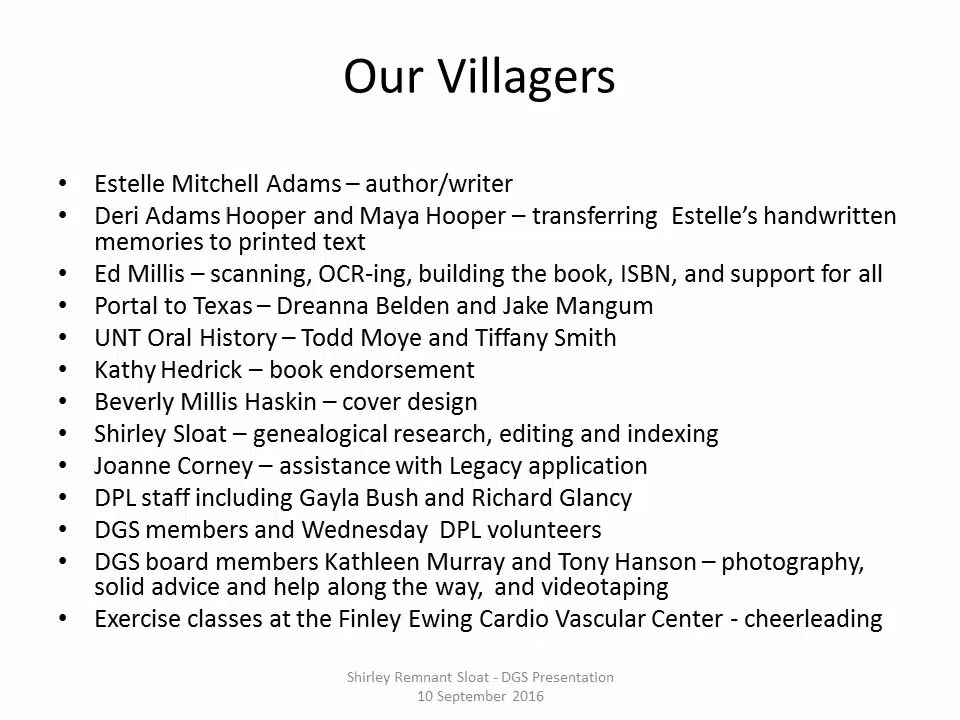 Our Villagers
• Estelle Mitchell Adams – author/writer
• Deri Adams Hooper and Maya Hooper – transferring  Estelle’s handwritten
memories to printed text
• Ed Millis – scanning, OCR-ing, building the book, ISBN, and support for all
• Portal to Texas – Dreanna Belden and Jake Mangum
• UNT Oral History – Todd Moye and Tiffany Smith
• Kathy Hedrick – book endorsement
• Beverly Millis Haskin – cover design
• Shirley Sloat – genealogical research, editing and indexing
• Joanne Corney – assistance with Legacy application
• DPL staff including Gayla Bush and Richard Glancy
• DGS members and Wednesday  DPL volunteers
• DGS board members Kathleen Murray and Tony Hanson – photography,
solid advice and help along the way,  and videotaping
• Exercise classes at the Finley Ewing Cardio Vascular Center - cheerleading
Shirley Remnant Sloat - DGS Presentation
10 September 2016